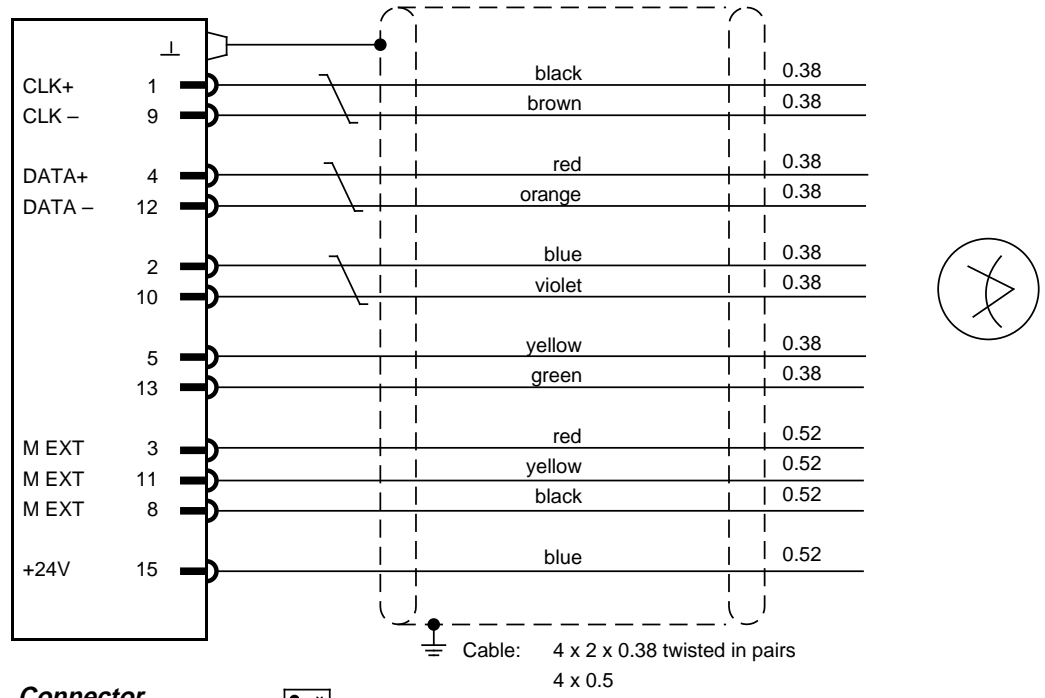 CLK+ 1 black 0.38
CLK – 9 brown 0.38
DATA+ 4 red 0.38
DATA – 12 orange 0.38
2 blue 0.38
10 violet 0.38
5 yellow 0.38
13 green 0.38
M EXT 3 red 0.52
M EXT 11 yellow 0.52
M EXT 8 black 0.52
+24V 15 blue 0.52
Cable: 4 x 2 x 0.38 twisted in pairs
4 x 0.5
Connector